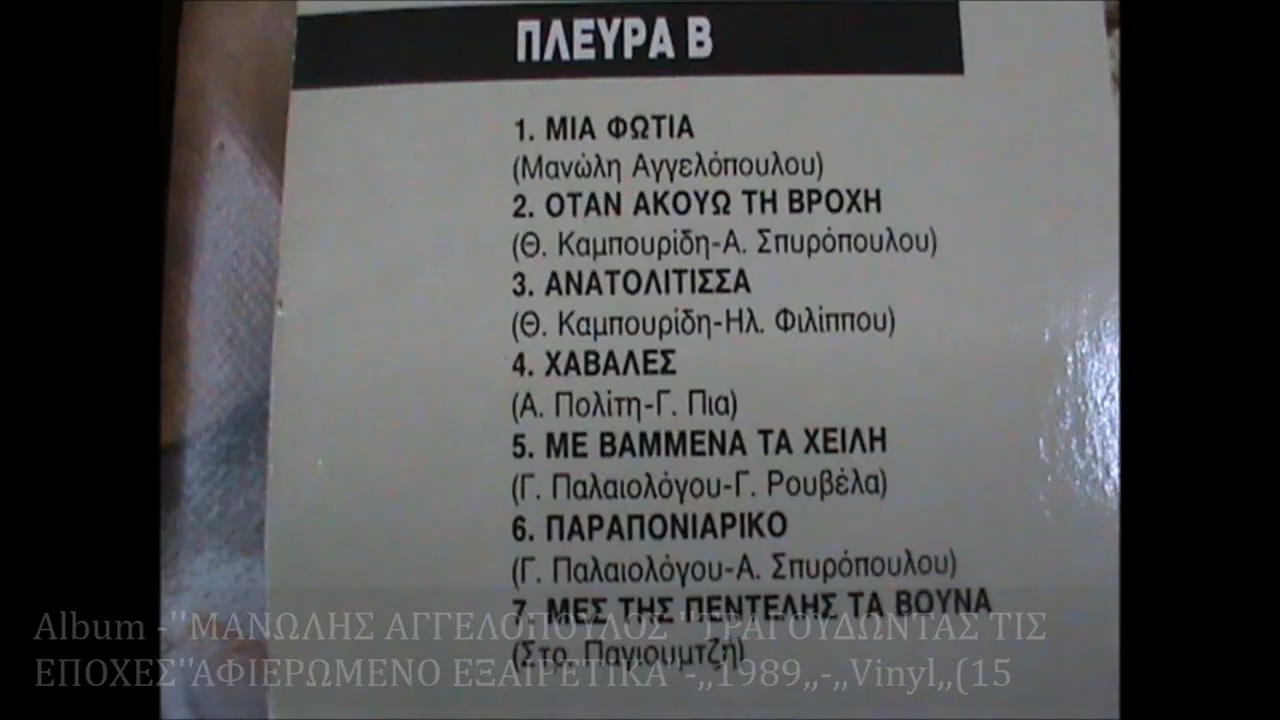 ΠΛΕΥΡΑ Β
1. ΜΙΑ ΦΩΤΙΑ
(Μανώλη Αγγελόπουλου)
2. ΟΤΑΝ ΑΚΟΥΩ ΤΗ ΒΡΟΧΗ
(Θ. Καμπουρίδη-Α. Σπυρόπουλου)
3. ΑΝΑΤΟΛΙΤΙΣΣΑ
(Θ. Καμπουρίδη-Ηλ. Φιλίππου)
4. ΧΑΒΑΛΕΣ
(Α. Πολίτη-Γ. Πια)
5. ΜΕ ΒΑΜΜΕΝΑ ΤΑ ΧΕΙΛΗ
(Γ. Παλαιολόγου-Γ. Ρουβέλα)
6. ΠΑΡΑΠΟΝΙΑΡΙΚΟ
(Γ. Παλαιολόγου-Α. Σπυρόπουλου)
7. ΜΕΣ ΤΗΣ ΠΕΝΤΕΛΗΣ ΤΑ ΒΟΥΝΑ
(Στρ. Παγιουμτζή)
Album -''ΜΑΝΩΛΗΣ ΑΓΓΕΛΟΠΟΥΛΟΣ ''ΤΡΑΓΟΥΔΩΝΤΑΣ ΤΙΣ
ΕΠΟΧΕΣ''ΑΦΙΕΡΩΜΕΝΟ ΕΞΑΙΡΕΤΙΚΑ''-,,1989,,-,,Vinyl,,(15